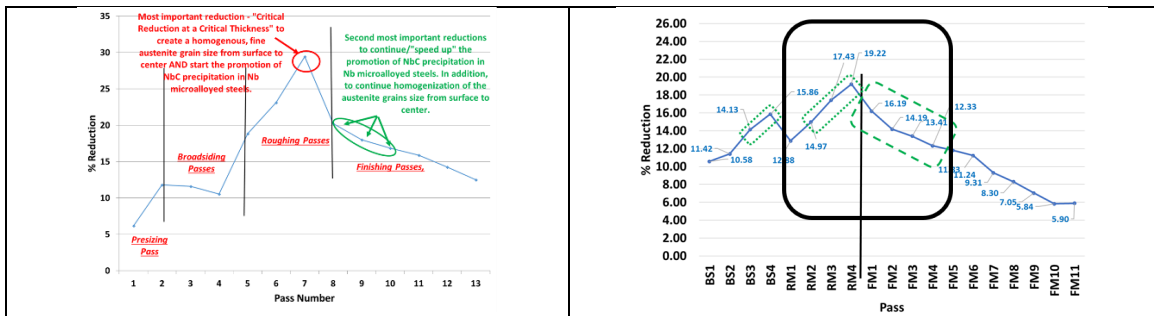 35
30
25
20
15
10
5
0
% Reduction
Most important reduction - "Critical
Reduction at a Critical Thickness" to
create a homogenous, fine
austenite grain size from surface to
center AND start the promotion of
NbC precipitation in Nb
microalloyed steels.
Second most important reductions
to continue/"speed up" the
promotion of NbC precipitation in
Nb microalloyed steels. In addition,
to continue homogenization of the
austenite grains size from surface to
center.
Broadsiding
Passes
Roughing Passes
Finishing Passes,
Presizing
Pass
1 2 3 4 5 6 7 8 9 10 11 12 13
Pass Number
26.00
24.00
22.00
20.00
18.00
16.00
14.00
12.00
10.00
8.00
6.00
4.00
2.00
0.00
% Reduction
11.42
10.58
14.13
15.86
12.88
14.97
17.43
19.22
16.19
14.19
13.41
12.33
11.83
11.24
9.31
8.30
7.05
5.84
5.90
BS1 BS2 BS3 BS4 RM1 RM2 RM3 RM4 FM1 FM2 FM3 FM4 FM5 FM6 FM7 FM8 FM9 FM10 FM11
Pass